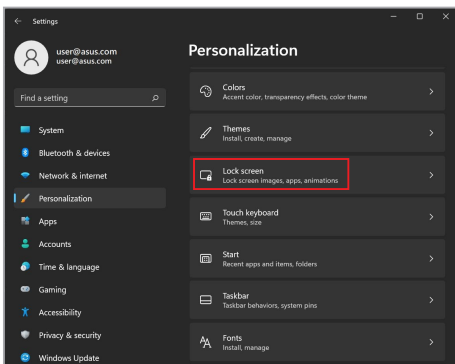 Settings
user@asus.com
user@asus.com
Find a setting
System
Bluetooth & devices
Network & internet
Personalization
Apps
Accounts
Time & language
Gaming
Accessibility
Privacy & security
Windows Update
Personalization
Colors
Accent color, transparency effects, color theme
Themes
Install, create, manage
Lock screen
Lock screen images, apps, animations
Touch keyboard
Themes, size
Start
Recent apps and items, folders
Taskbar
Taskbar behaviors, system pins
Fonts
Install, manage